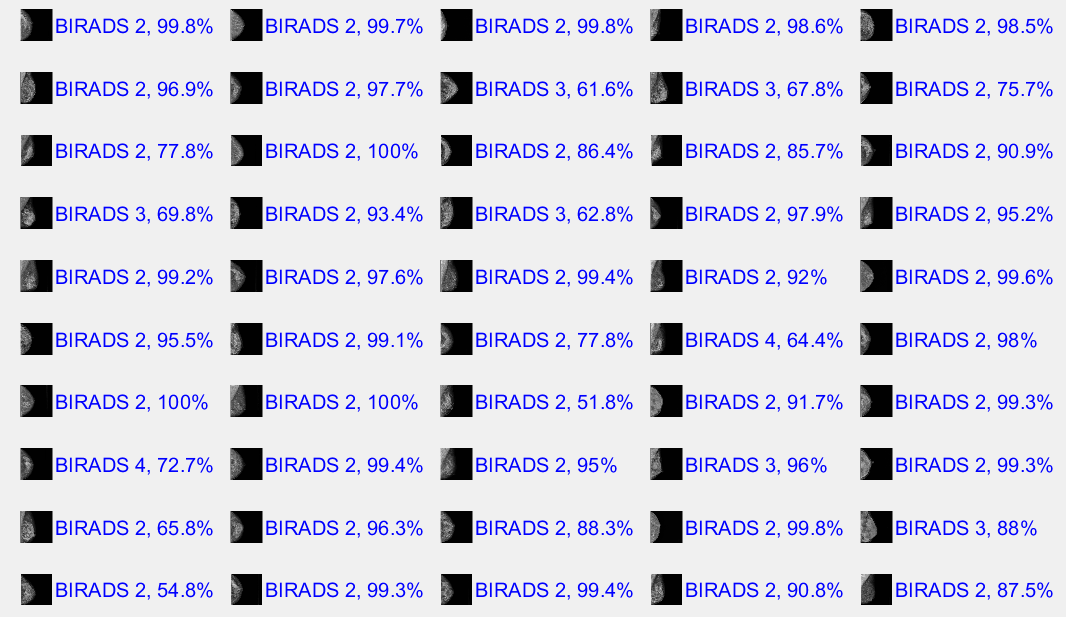 BIRADS 2, 99.8% BIRADS 2, 99.7% BIRADS 2, 99.8% BIRADS 2, 98.6% BIRADS 2, 98.5%
BIRADS 2, 96.9% BIRADS 2, 97.7% BIRADS 3, 61.6% BIRADS 3, 67.8% BIRADS 2, 75.7%
BIRADS 2, 77.8% BIRADS 2, 100% BIRADS 2, 86.4% BIRADS 2, 85.7% BIRADS 2, 90.9%
BIRADS 3, 69.8% BIRADS 2, 93.4% BIRADS 3, 62.8% BIRADS 2, 97.9% BIRADS 2, 95.2%
BIRADS 2, 99.2% BIRADS 2, 97.6% BIRADS 2, 99.4% BIRADS 2, 92% BIRADS 2, 99.6%
BIRADS 2, 95.5% BIRADS 2, 99.1% BIRADS 2, 77.8% BIRADS 4, 64.4% BIRADS 2, 98%
BIRADS 2, 100% BIRADS 2, 100% BIRADS 2, 51.8% BIRADS 2, 91.7% BIRADS 2, 99.3%
BIRADS 4, 72.7% BIRADS 2, 99.4% BIRADS 2, 95% BIRADS 3, 96% BIRADS 2, 99.3%
BIRADS 2, 65.8% BIRADS 2, 96.3% BIRADS 2, 88.3% BIRADS 2, 99.8% BIRADS 3, 88%
BIRADS 2, 54.8% BIRADS 2, 99.3% BIRADS 2, 99.4% BIRADS 2, 90.8% BIRADS 2, 87.5%